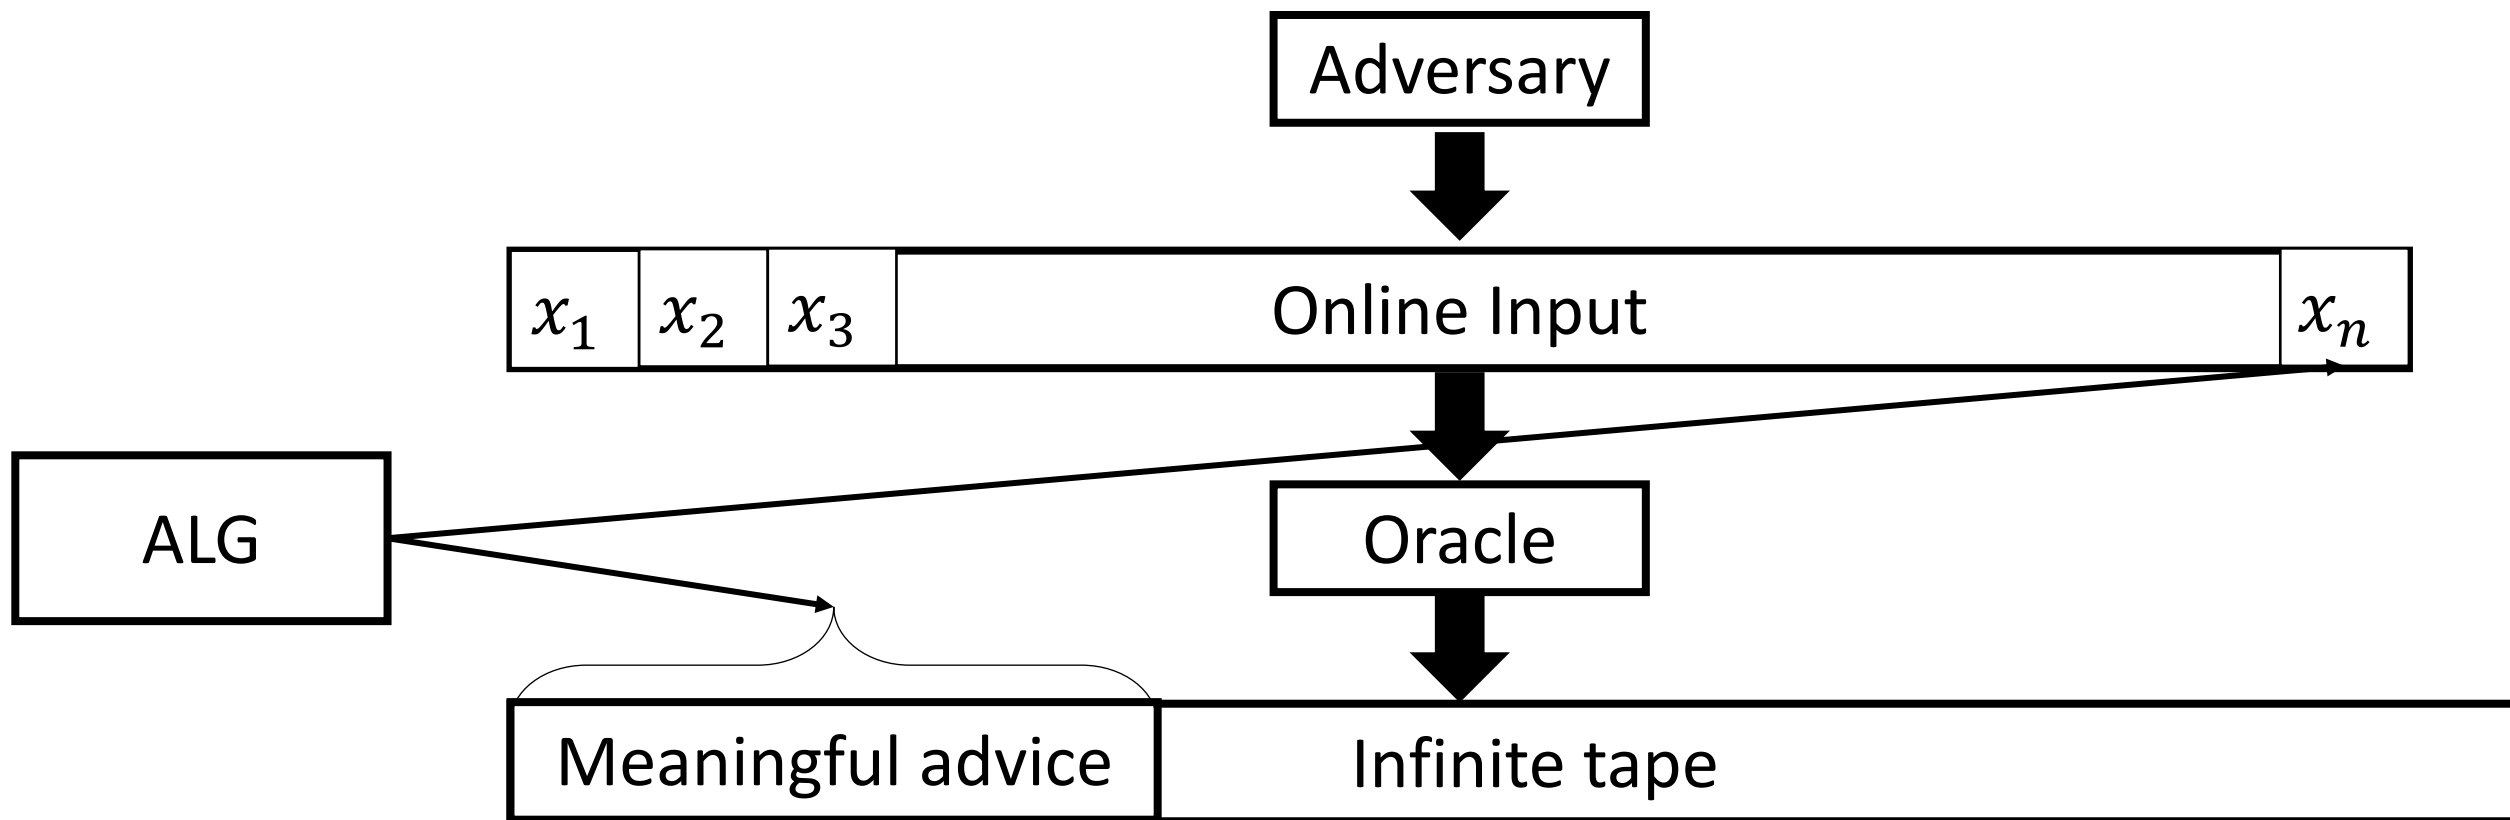 Adversary
x₁ x₂ x₃ Online Input xₙ
ALG
Oracle
Meaningful advice Infinite tape